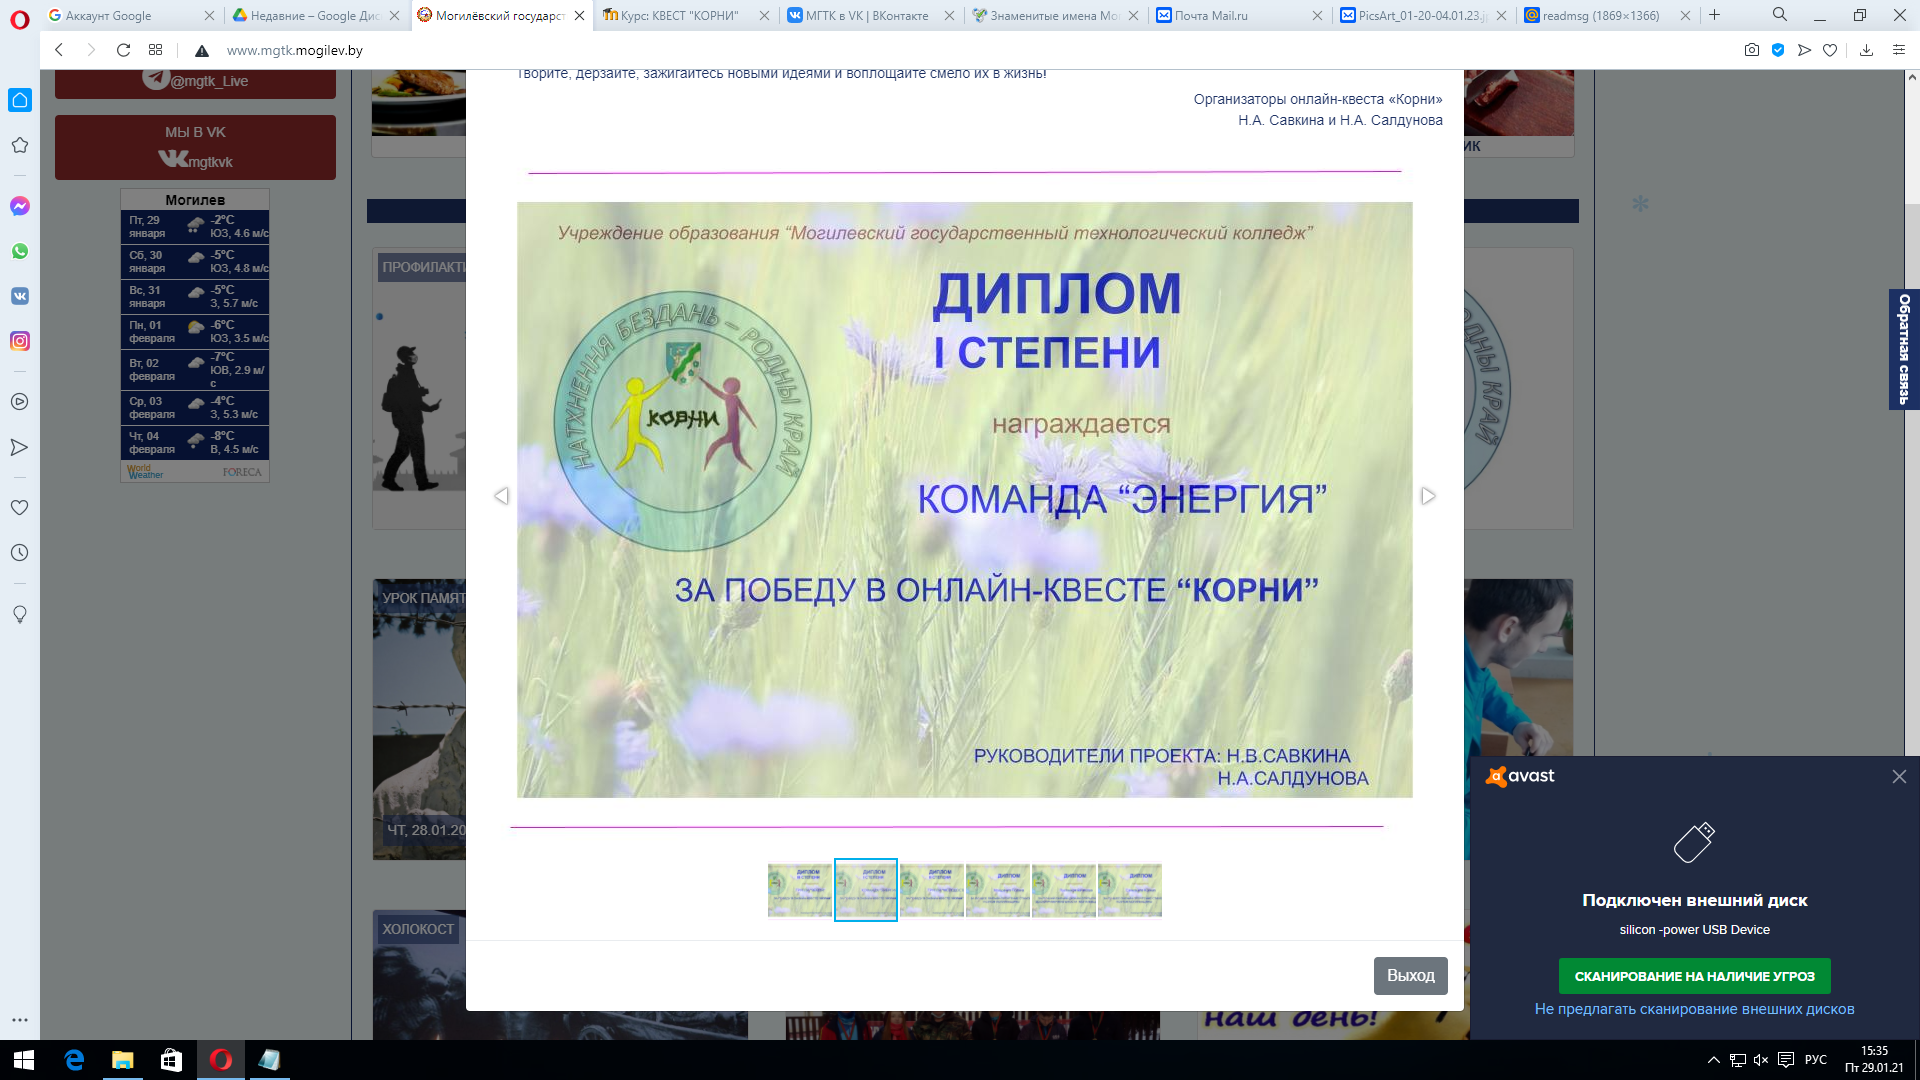 Аккаунт Google
Недавние – Google Дис
Могилёвский государст
Курс: КВЕСТ "КОРНИ"
МГТК в VK | ВКонтакте
Знаменитые имена Мо
Почта Mail.ru
PicsArt_01-20-04.01.23.j
readmsg (1869×1366)
www.mgtk.mogilev.by
@mgtk_Live
МЫ В VK
mgtkvk
Могилев
Пт, 29 января -2°C ЮЗ, 4.6 м/с
Сб, 30 января -5°C ЮЗ, 4.8 м/с
Вс, 31 января -5°C З, 5.7 м/с
Пн, 01 февраля -6°C ЮЗ, 3.5 м/с
Вт, 02 февраля -7°C ЮВ, 2.9 м/с
Ср, 03 февраля -4°C З, 5.3 м/с
Чт, 04 февраля -8°C В, 4.5 м/с
World Weather
FORECA
ПРОФИЛАКТИ
УРОК ПАМЯТ
ЧТ, 28.01.20
ХОЛОКОСТ
Творите, дерзайте, зажигайтесь новыми идеями и воплощайте смело их в жизнь!
Организаторы онлайн-квеста «Корни»
Н.А. Савкина и Н.А. Салдунова
Учреждение образования “Могилевский государственный технологический колледж”
ДИПЛОМ
I СТЕПЕНИ
НАТХНЕННЯ БЕЗДАНЬ – РОДНЫ КРАЙ
КОРНИ
награждается
КОМАНДА “ЭНЕРГИЯ”
ЗА ПОБЕДУ В ОНЛАЙН-КВЕСТЕ “КОРНИ”
РУКОВОДИТЕЛИ ПРОЕКТА: Н.В.САВКИНА
Н.А.САЛДУНОВА
Выход
ИК
ОДНЫ КРАЙ
Обратная связь
наш день!
avast
Подключен внешний диск
silicon -power USB Device
СКАНИРОВАНИЕ НА НАЛИЧИЕ УГРОЗ
Не предлагать сканирование внешних дисков
РУС
15:35
Пт 29.01.21